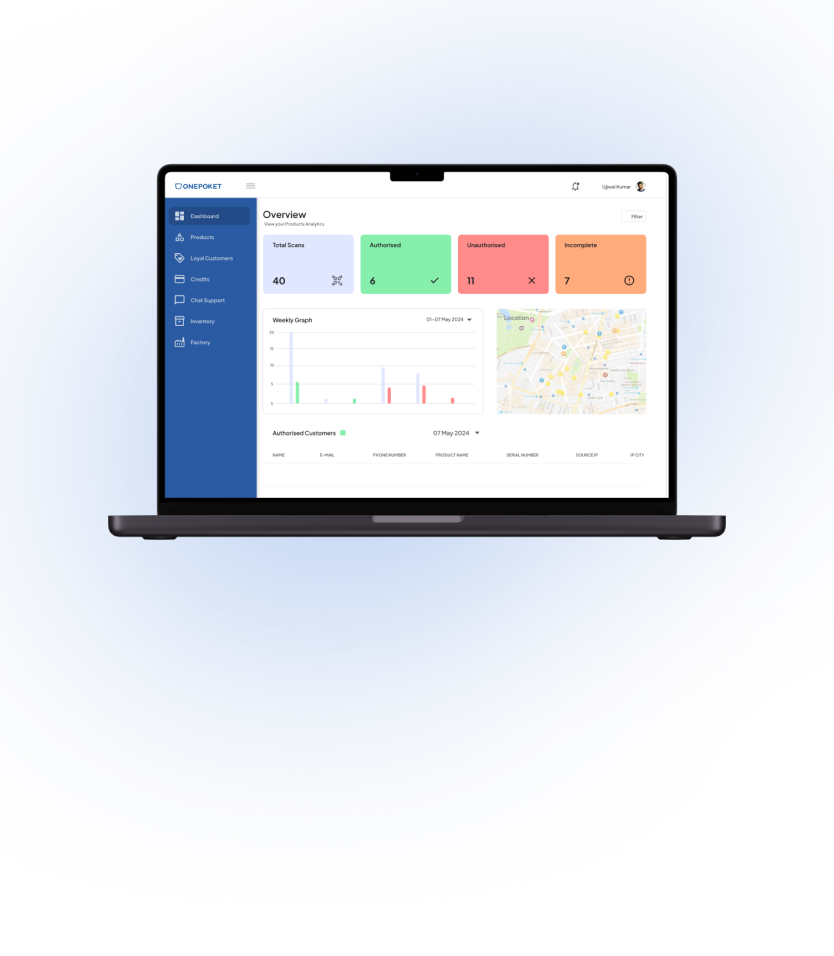 ONEPOKET
Ujjwal Kumar
Dashboard
Products
Loyal Customers
Credits
Chat Support
Inventory
Factory
Overview
View your Products Analytics
Filter
Total Scans
40
Authorised
6
Unauthorised
11
Incomplete
7
Weekly Graph
01-07 May 2024
20
15
10
5
0
Location
Authorised Customers
07 May 2024
NAME E-MAIL PHONE NUMBER PRODUCT NAME SERIAL NUMBER SOURCE IP IP CITY